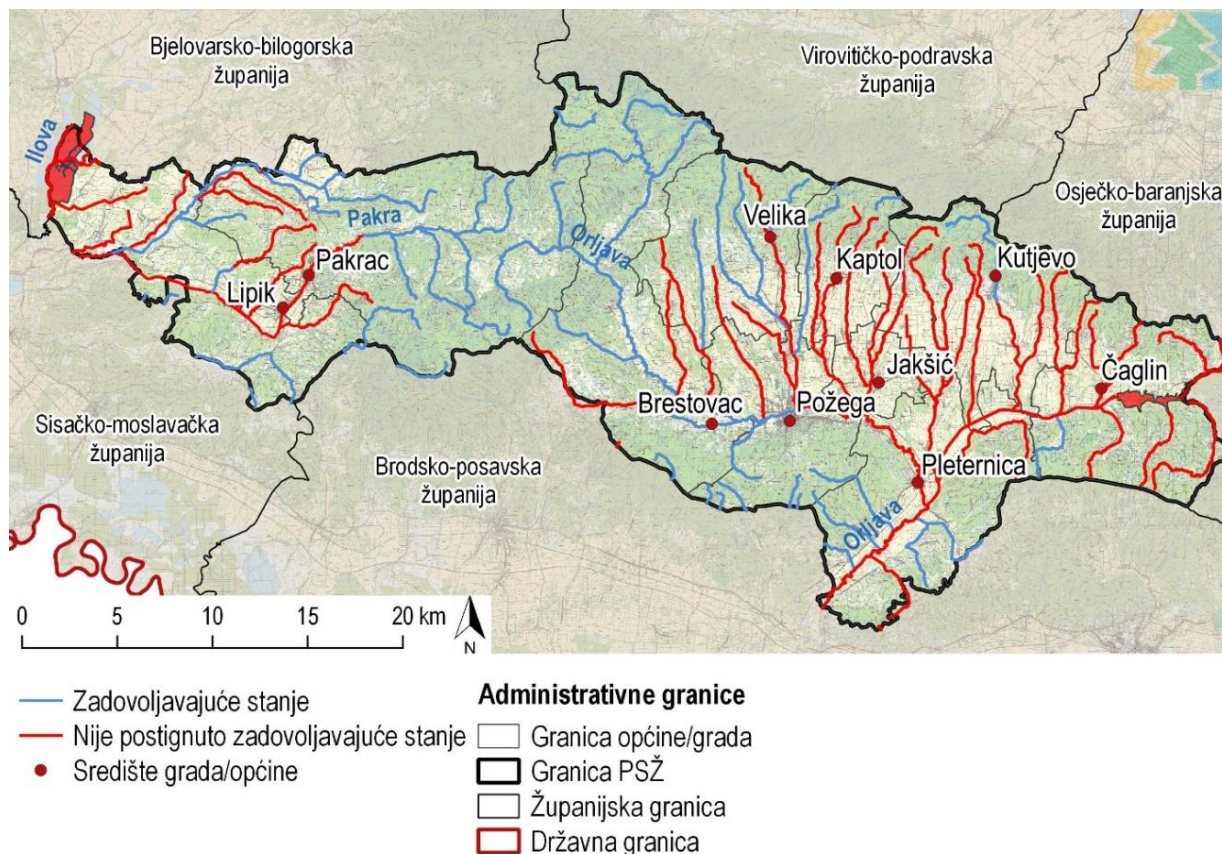 Bjelovarsko-bilogorska
županija
Virovitičko-podravska
županija
Ilova
Osječko-baranjska
županija
Velika
Pakra
Orljava
Kaptol
Kutjevo
Pakrac
Lipik
Jakšić
Čaglin
Brestovac
Požega
Sisačko-moslavačka
županija
Brodsko-posavska
županija
Pleternica
Orljava
0 5 10 15 20 km
N
Zadovoljavajuće stanje
Nije postignuto zadovoljavajuće stanje
Središte grada/općine
Administrativne granice
Granica općine/grada
Granica PSŽ
Županijska granica
Državna granica